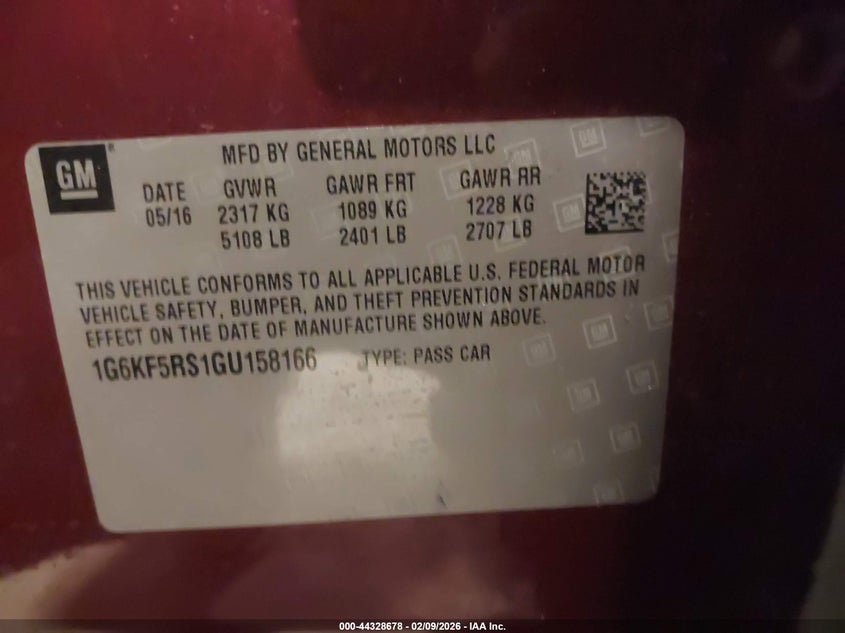 GM
MFD BY GENERAL MOTORS LLC
DATE GVWR GAWR FRT GAWR RR
05/16 2317 KG 1089 KG 1228 KG
5108 LB 2401 LB 2707 LB
THIS VEHICLE CONFORMS TO ALL APPLICABLE U.S. FEDERAL MOTOR
VEHICLE SAFETY, BUMPER, AND THEFT PREVENTION STANDARDS IN
EFFECT ON THE DATE OF MANUFACTURE SHOWN ABOVE.
1G6KF5RS1GU158166 TYPE: PASS CAR
000-44328678 - 02/09/2026 - IAA Inc.